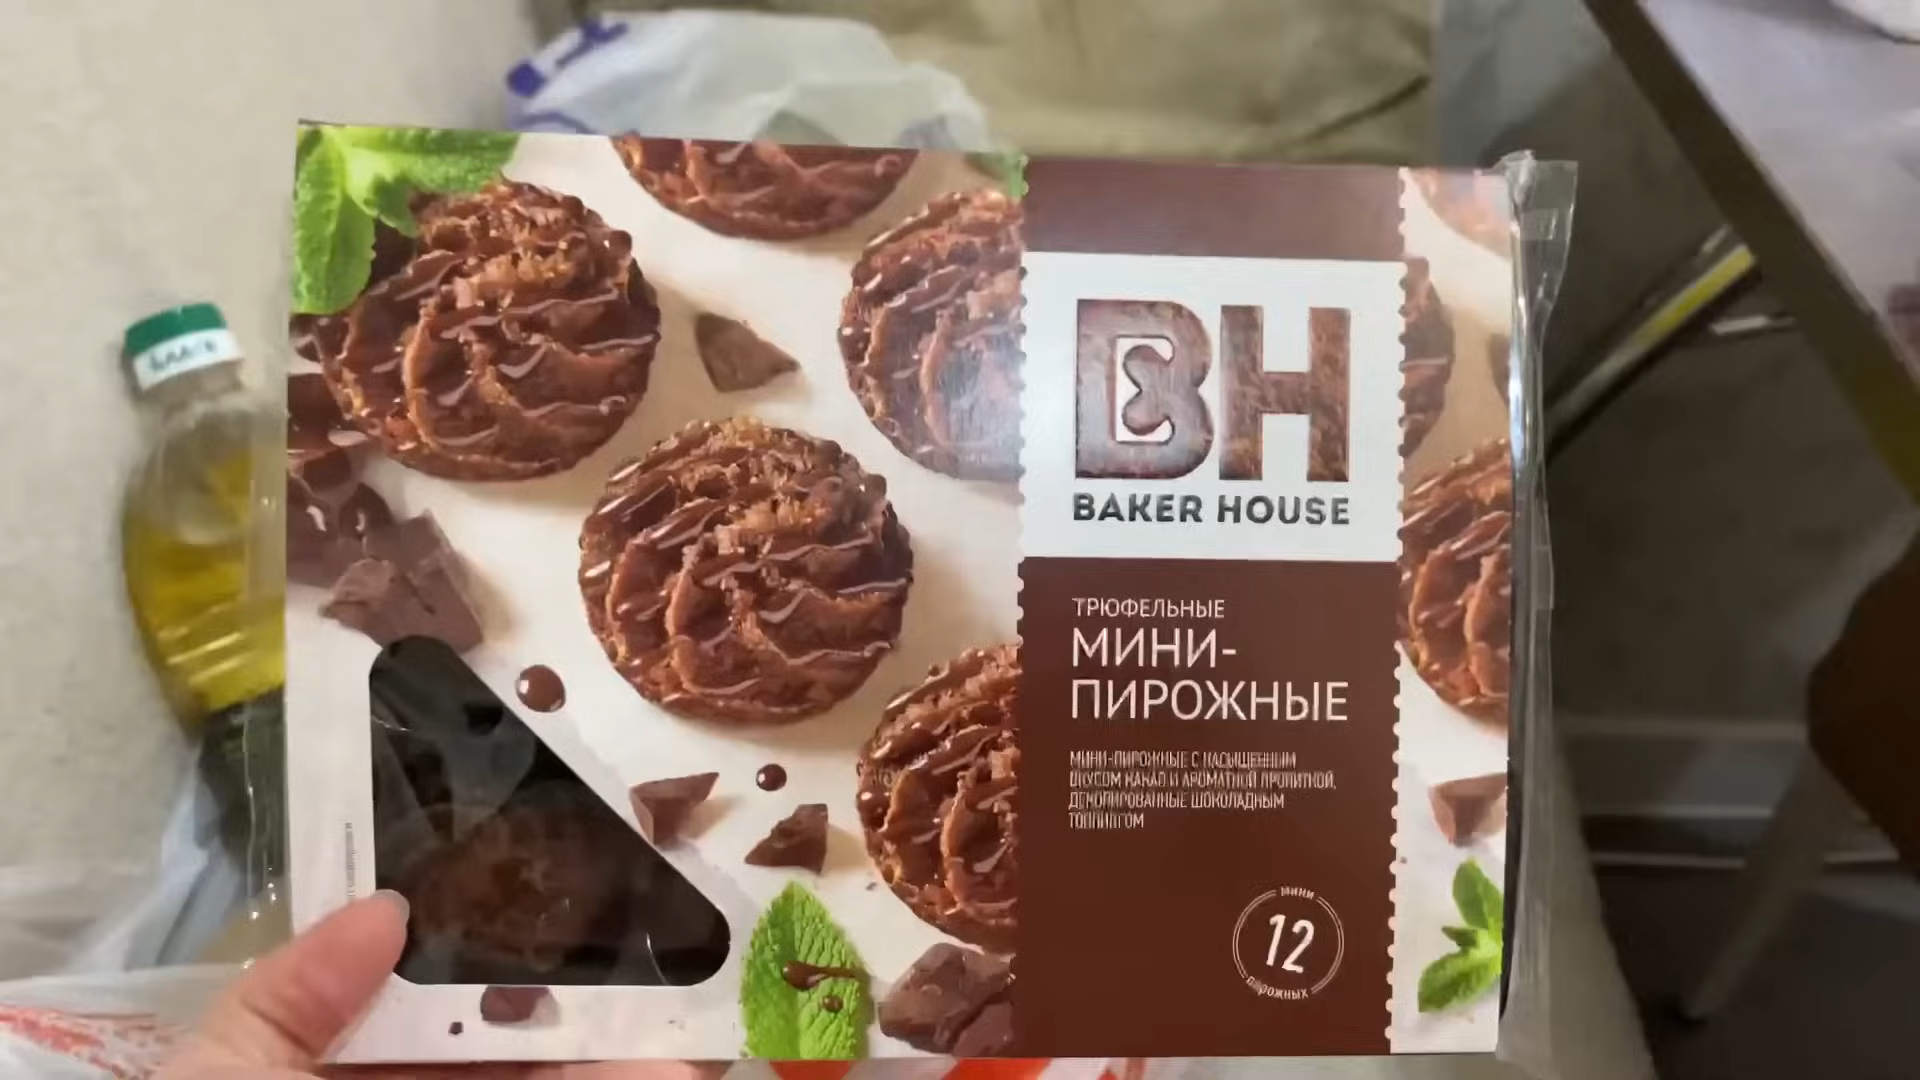 BH
BAKER HOUSE
ТРЮФЕЛЬНЫЕ
МИНИ-
ПИРОЖНЫЕ
МИНИ-ПИРОЖНЫЕ С НАСЫЩЕННЫМ
ВКУСОМ КАКАО И АРОМАТНОЙ ПРОПИТКОЙ,
ДЕКОРИРОВАННЫЕ ШОКОЛАДНЫМ
ТОППИНГОМ
МИНИ
12
ПИРОЖНЫХ